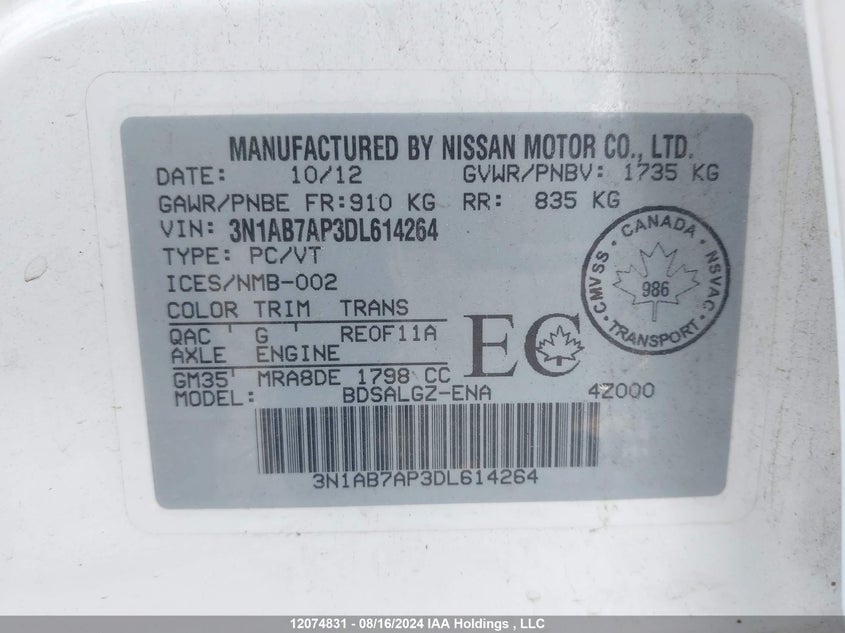 MANUFACTURED BY NISSAN MOTOR CO., LTD.
DATE: 10/12 GVWR/PNBV: 1735 KG
GAWR/PNBE FR:910 KG RR: 835 KG
VIN: 3N1AB7AP3DL614264
TYPE: PC/VT
ICES/NMB-002
COLOR TRIM TRANS
QAC ' G ' RE0F11A
AXLE ENGINE
GM35' MRA8DE 1798 CC
MODEL: BDSALGZ-ENA 4Z000
EC
CANADA
CMVSS 986 NSVAC
TRANSPORT
3N1AB7AP3DL614264
12074831 - 08/16/2024 IAA Holdings , LLC/